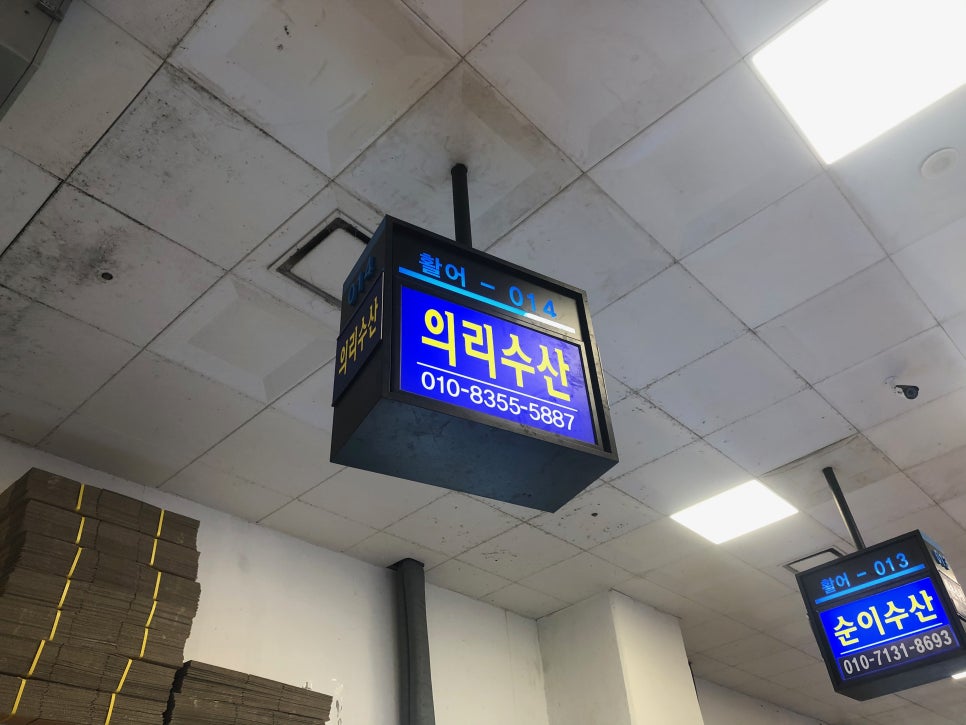 활어 - 014
의리수산
010-8355-5887
014
의리수산
활어 - 013
순이수산
010-7131-8693